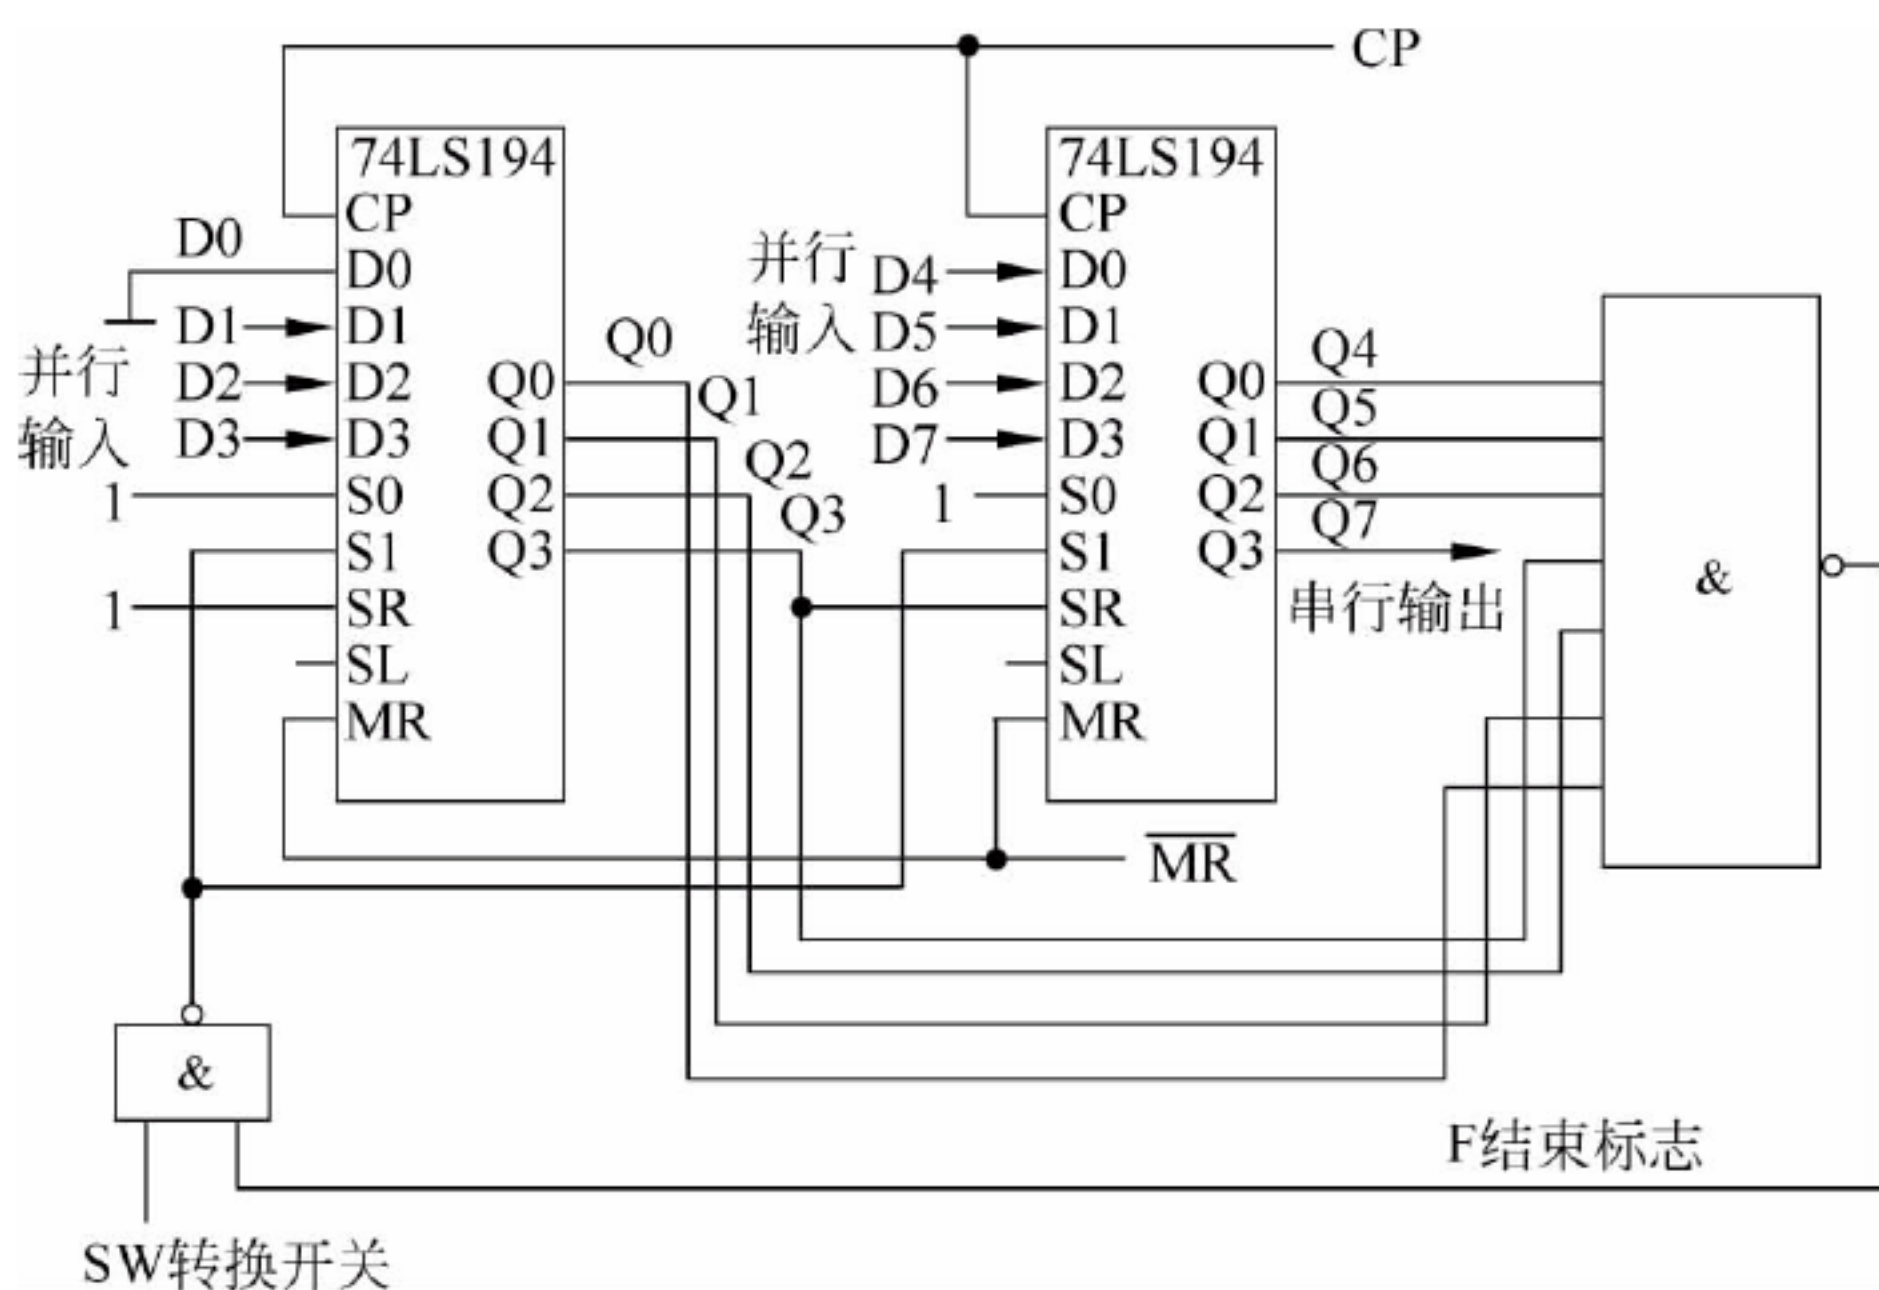 CP
74LS194
CP
D0
D0
D1
D1
D2
D2
D3
D3
并行
输入
1
S0
S1
1
SR
SL
MR
Q0
Q1
Q2
Q3
Q0
Q1
Q2
Q3
74LS194
CP
并行
输入
D4
D0
D5
D1
D6
D2
D7
D3
1
S0
S1
SR
SL
MR
Q0
Q1
Q2
Q3
Q4
Q5
Q6
Q7
串行输出
&
MR
&
F结束标志
SW转换开关